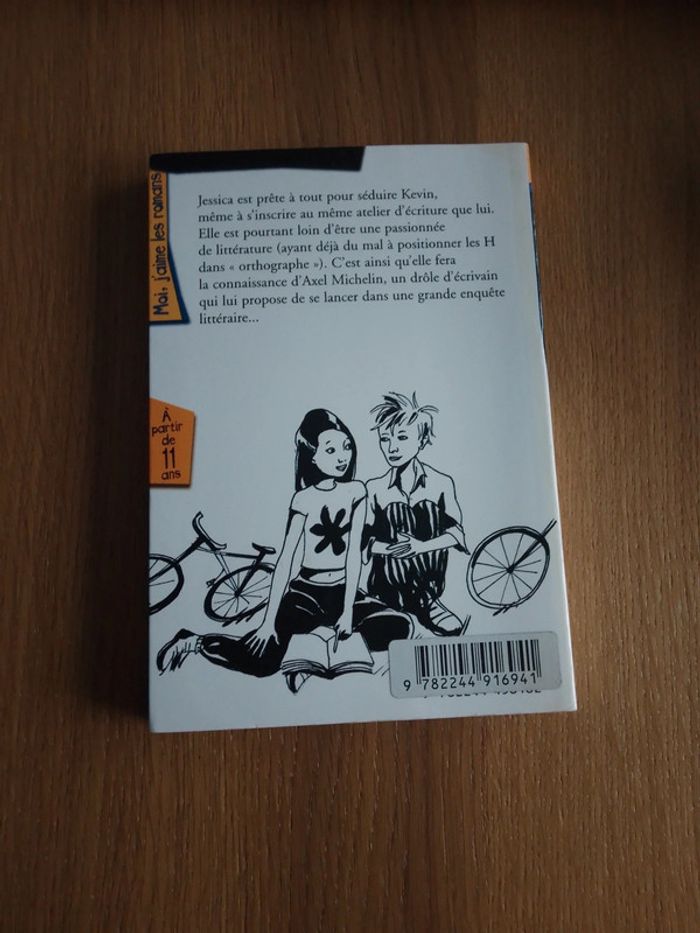 Moi, j'aime les romans
Jessica est prête à tout pour séduire Kevin,
même à s'inscrire au même atelier d'écriture que lui.
Elle est pourtant loin d'être une passionnée
de littérature (ayant déjà du mal à positionner les H
dans « orthographe »). C'est ainsi qu'elle fera
la connaissance d'Axel Michelin, un drôle d'écrivain
qui lui propose de se lancer dans une grande enquête
littéraire...
À
partir
de
11
ans
9 782244 916941